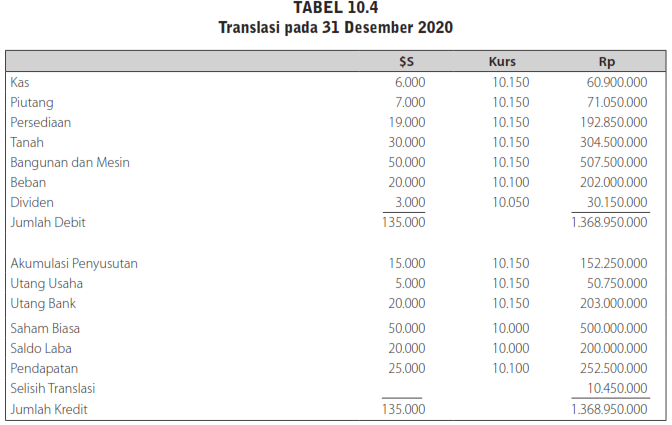 TABEL 10.4
Translasi pada 31 Desember 2020
$S Kurs Rp
Kas 6.000 10.150 60.900.000
Piutang 7.000 10.150 71.050.000
Persediaan 19.000 10.150 192.850.000
Tanah 30.000 10.150 304.500.000
Bangunan dan Mesin 50.000 10.150 507.500.000
Beban 20.000 10.100 202.000.000
Dividen 3.000 10.050 30.150.000
Jumlah Debit 135.000 1.368.950.000
Akumulasi Penyusutan 15.000 10.150 152.250.000
Utang Usaha 5.000 10.150 50.750.000
Utang Bank 20.000 10.150 203.000.000
Saham Biasa 50.000 10.000 500.000.000
Saldo Laba 20.000 10.000 200.000.000
Pendapatan 25.000 10.100 252.500.000
Selisih Translasi 10.450.000
Jumlah Kredit 135.000 1.368.950.000